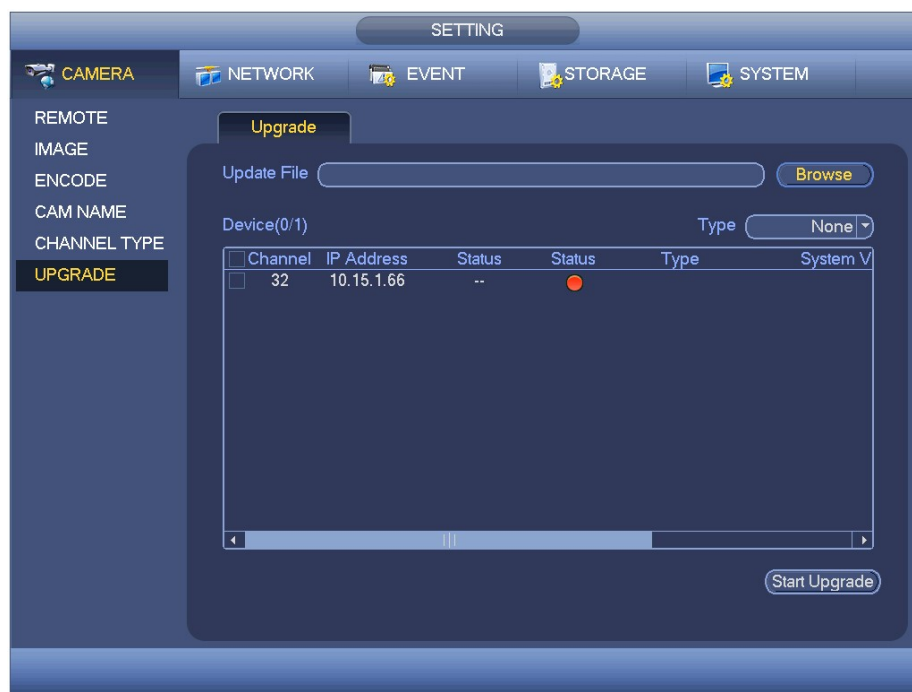 SETTING
CAMERA NETWORK EVENT STORAGE SYSTEM
REMOTE
IMAGE
ENCODE
CAM NAME
CHANNEL TYPE
UPGRADE
Upgrade
Update File Browse
Device(0/1) Type None
Channel IP Address Status Status Type System V
32 10.15.1.66 --
Start Upgrade